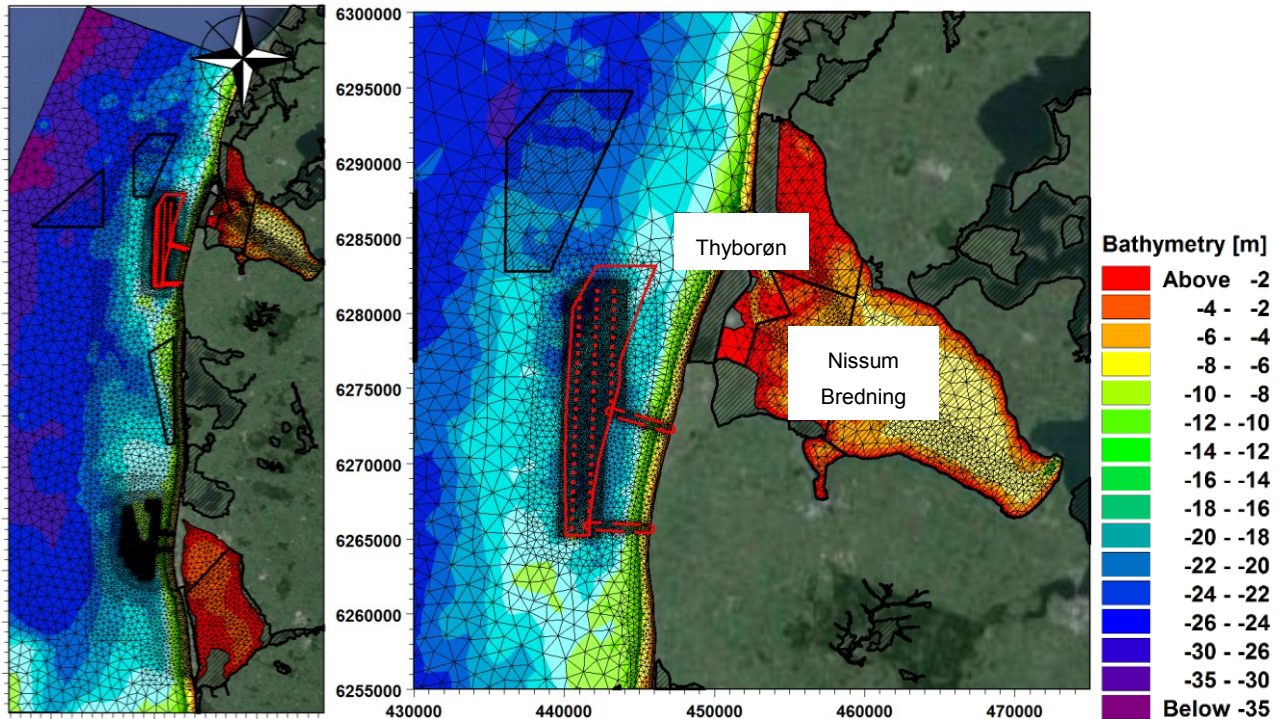 6300000
6295000
6290000
6285000
6280000
6275000
6270000
6265000
6260000
6255000
430000
440000
450000
460000
470000
Thyborøn
Nissum
Bredning
Bathymetry [m]
Above -2
-4 - -2
-6 - -4
-8 - -6
-10 - -8
-12 - -10
-14 - -12
-16 - -14
-18 - -16
-20 - -18
-22 - -20
-24 - -22
-26 - -24
-30 - -26
-35 - -30
Below -35